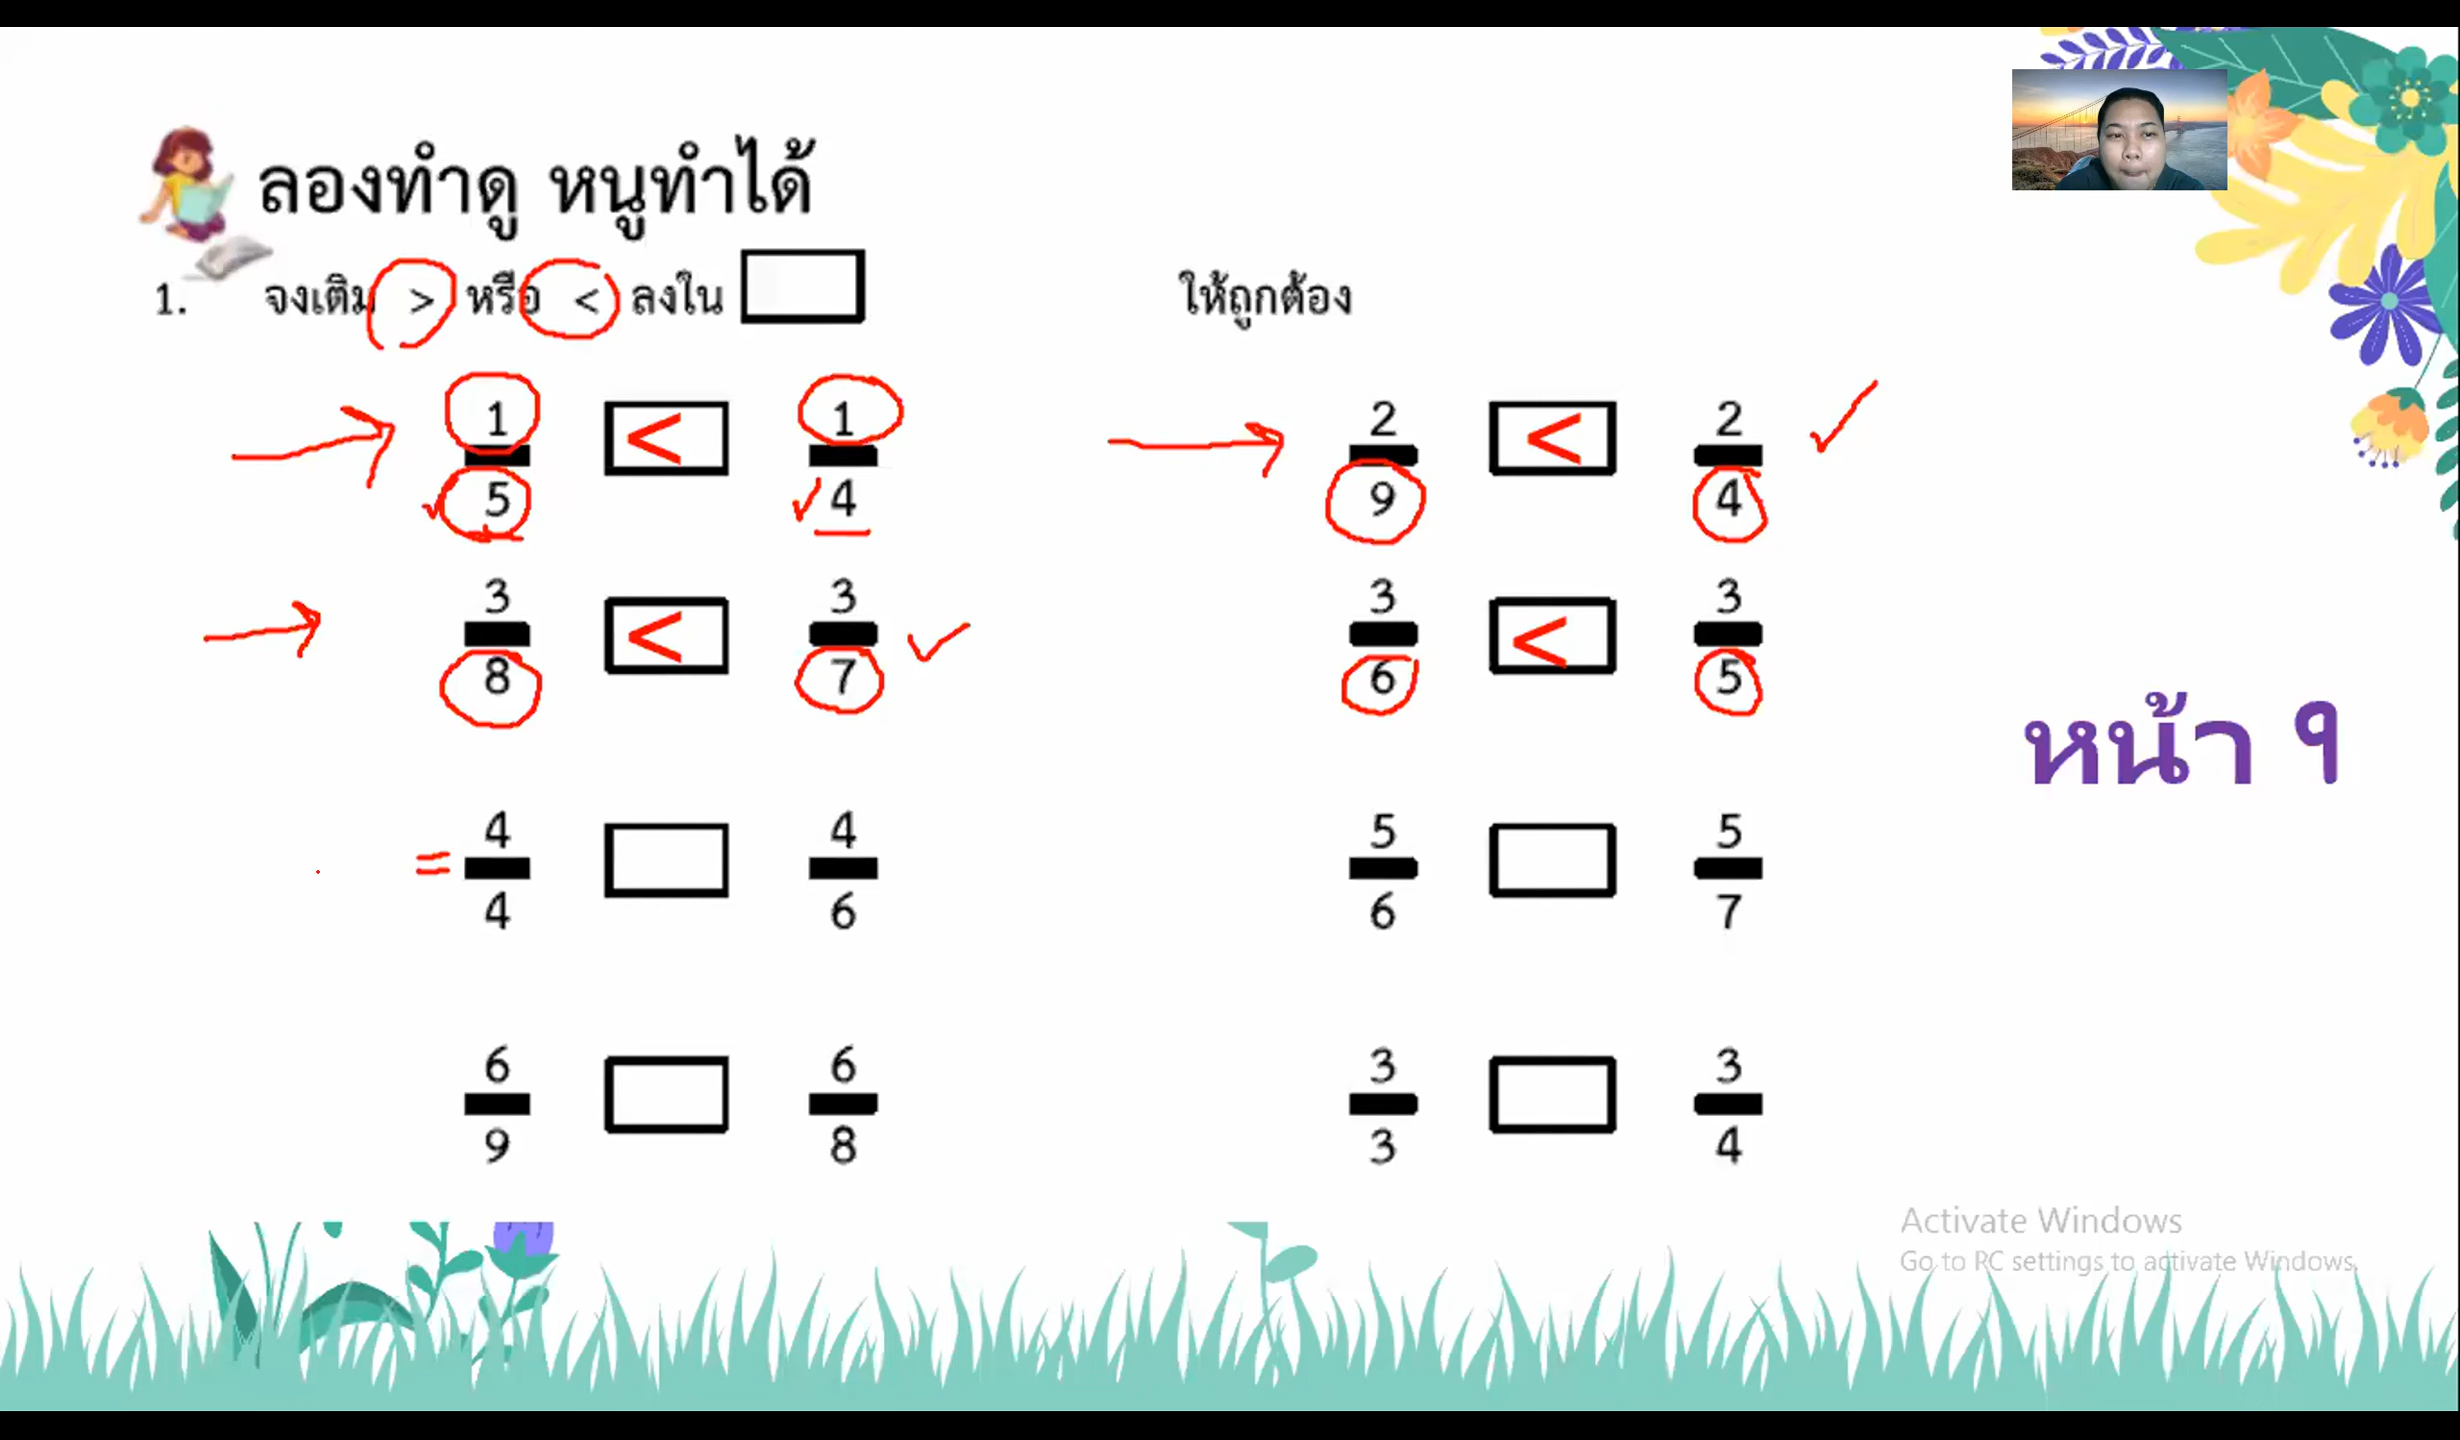 ลองทำดู หนูทำได้
1. จงเติม > หรือ < ลงใน ให้ถูกต้อง
1/5 < 1/4 2/9 < 2/4
3/8 < 3/7 3/6 < 3/5
= 4/4 4/6 5/6 5/7
6/9 6/8 3/3 3/4
หน้า ๅ
Activate Windows
Go to PC settings to activate Windows.